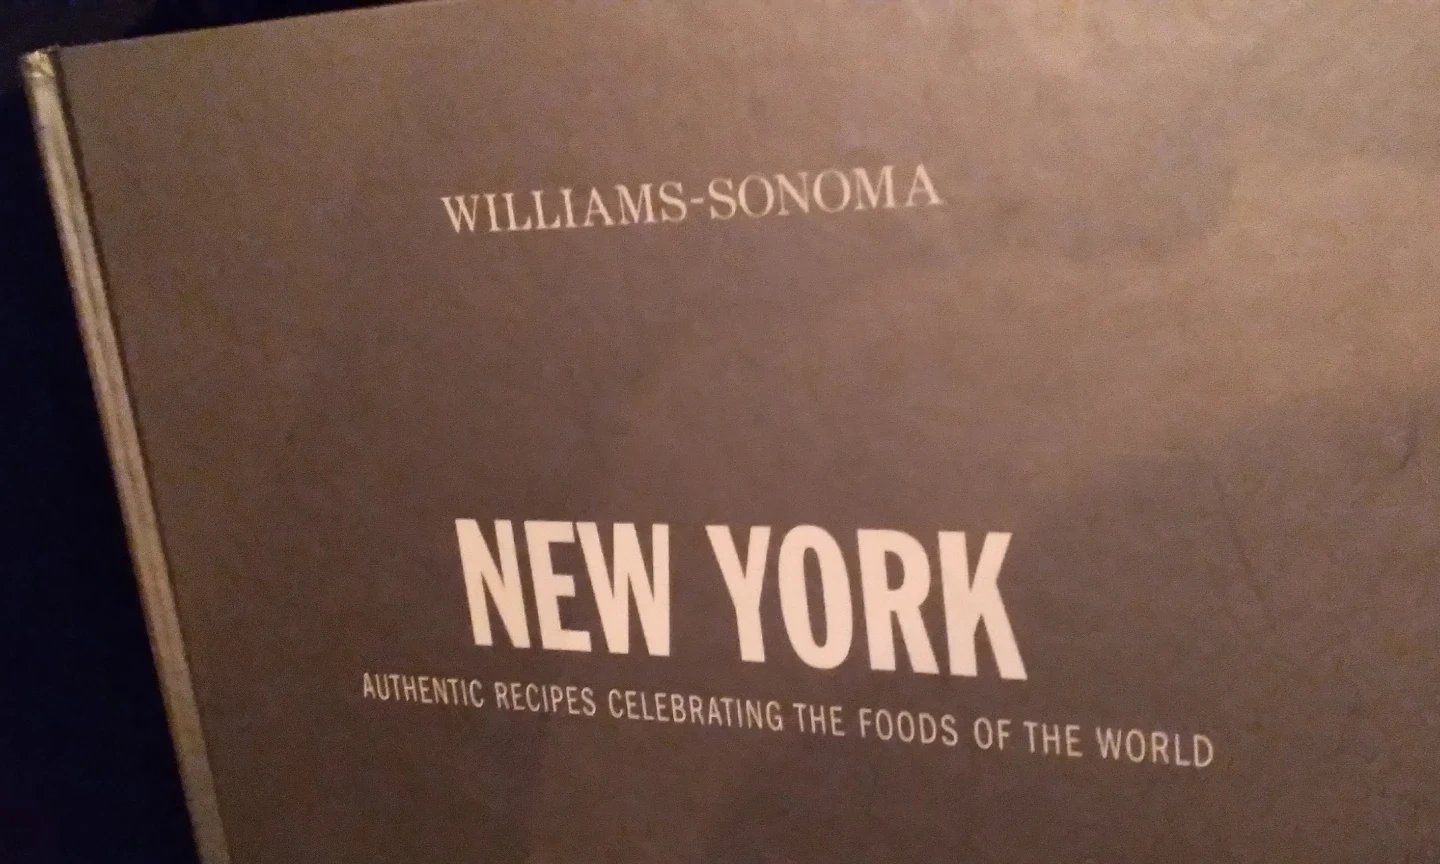 WILLIAMS-SONOMA
NEW YORK
AUTHENTIC RECIPES CELEBRATING THE FOODS OF THE WORLD